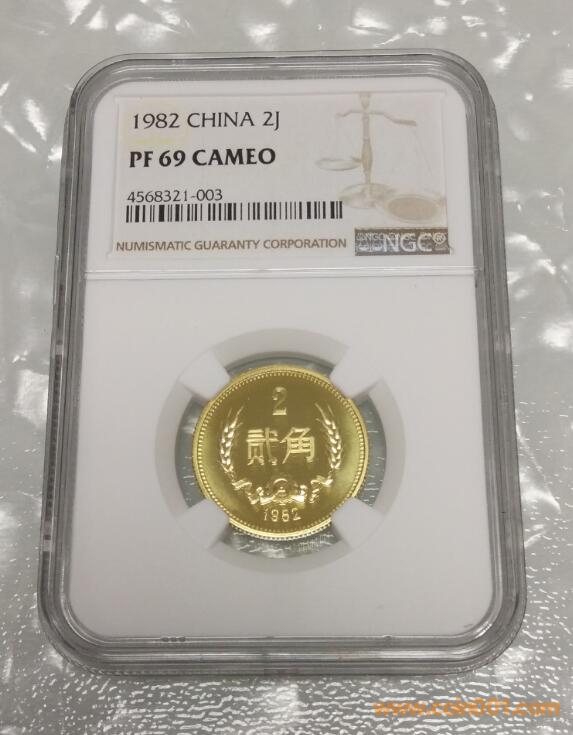 1982 CHINA 2J
PF 69 CAMEO
4568321-003
NUMISMATIC GUARANTY CORPORATION
NGC®
2
贰角
1982
www.coin001.com